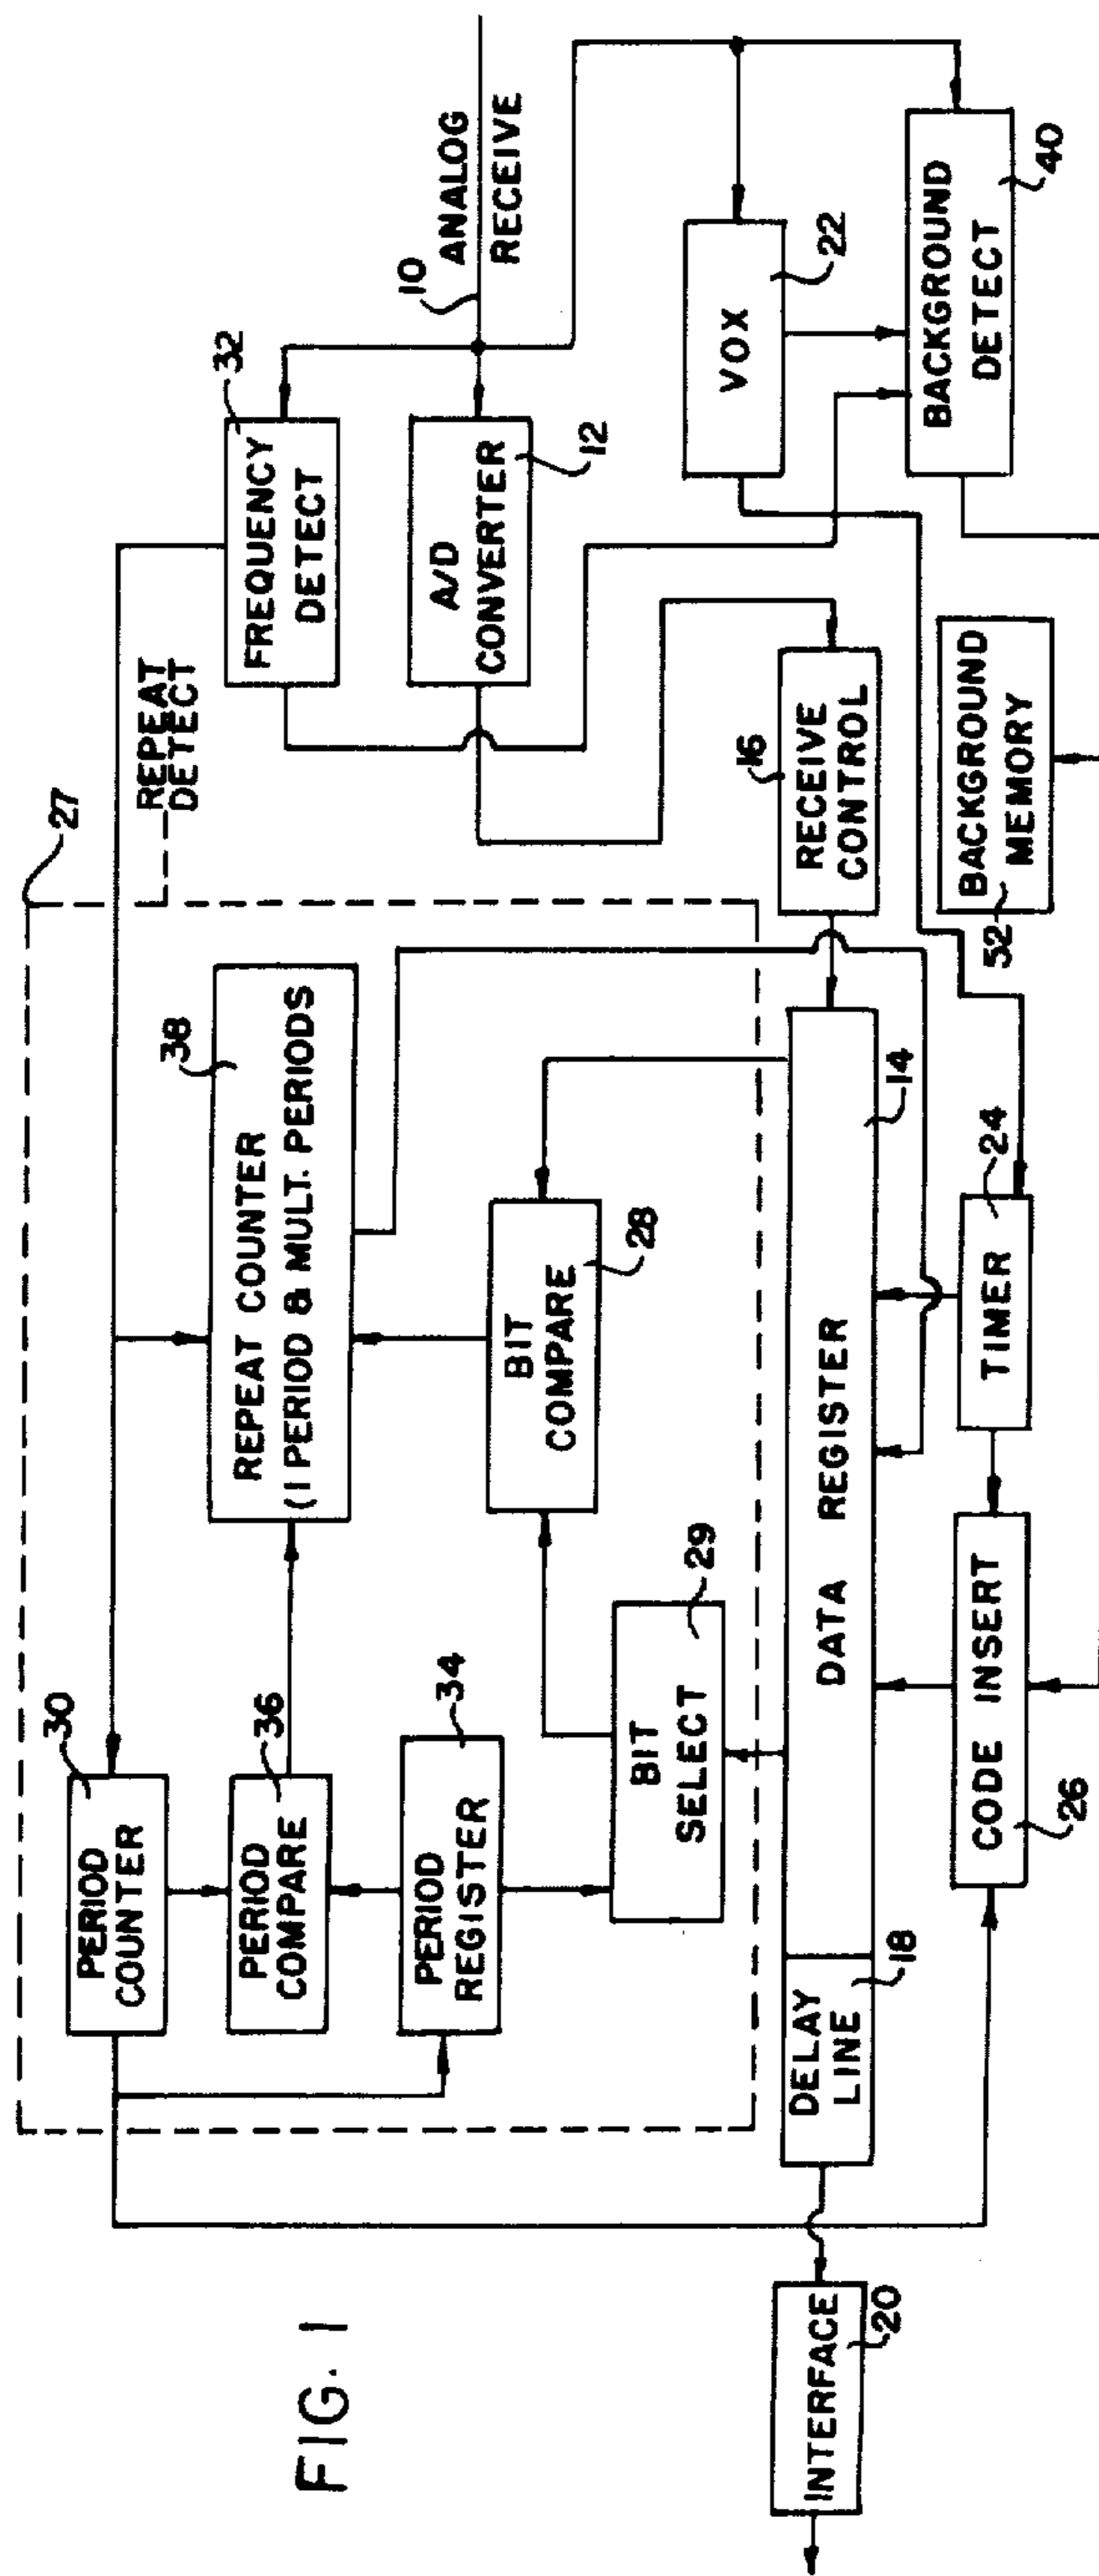 FIG. 1
27
REPEAT
DETECT
30
PERIOD
COUNTER
36
PERIOD
COMPARE
34
PERIOD
REGISTER
38
REPEAT COUNTER
(1 PERIOD & MULT. PERIODS
BIT
COMPARE
28
BIT
SELECT
29
32
FREQUENCY
DETECT
10
ANALOG
RECEIVE
A/D
CONVERTER
12
16
RECEIVE
CONTROL
VOX
22
BACKGROUND
DETECT
40
BACKGROUND
MEMORY
52
DATA REGISTER
14
DELAY
LINE
18
TIMER
24
CODE INSERT
26
INTERFACE
20